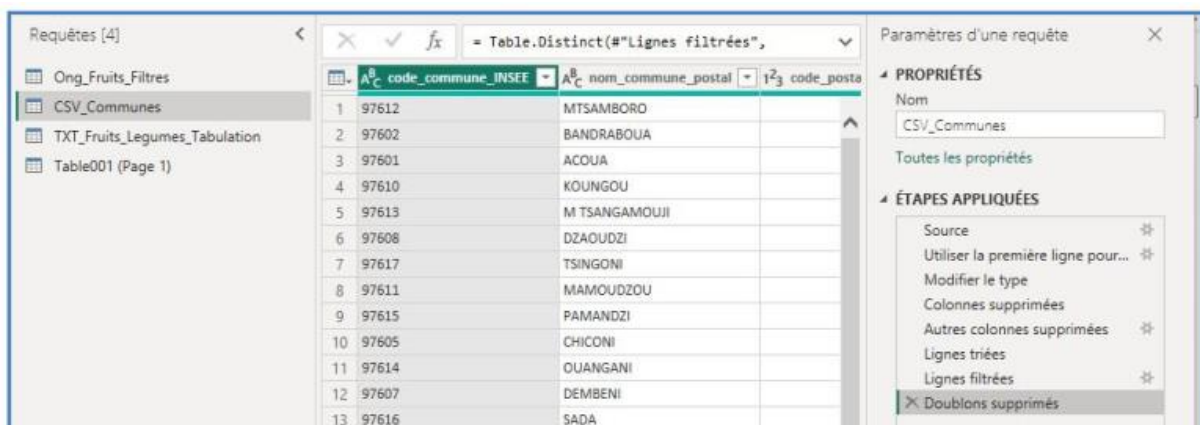 Requêtes [4]
Ong_Fruits_Filtres
CSV_Communes
TXT_Fruits_Legumes_Tabulation
Table001 (Page 1)
fx = Table.Distinct(#"Lignes filtrées",
ABC code_commune_INSEE ABC nom_commune_postal 123 code_posta
1 97612 MTSAMBORO
2 97602 BANDRABOUA
3 97601 ACOUA
4 97610 KOUNGOU
5 97613 M TSANGAMOUJI
6 97608 DZAOUDZI
7 97617 TSINGONI
8 97611 MAMOUDZOU
9 97615 PAMANDZI
10 97605 CHICONI
11 97614 OUANGANI
12 97607 DEMBENI
13 97616 SADA
Paramètres d'une requête
PROPRIÉTÉS
Nom
CSV_Communes
Toutes les propriétés
ÉTAPES APPLIQUÉES
Source
Utiliser la première ligne pour...
Modifier le type
Colonnes supprimées
Autres colonnes supprimées
Lignes triées
Lignes filtrées
Doublons supprimés